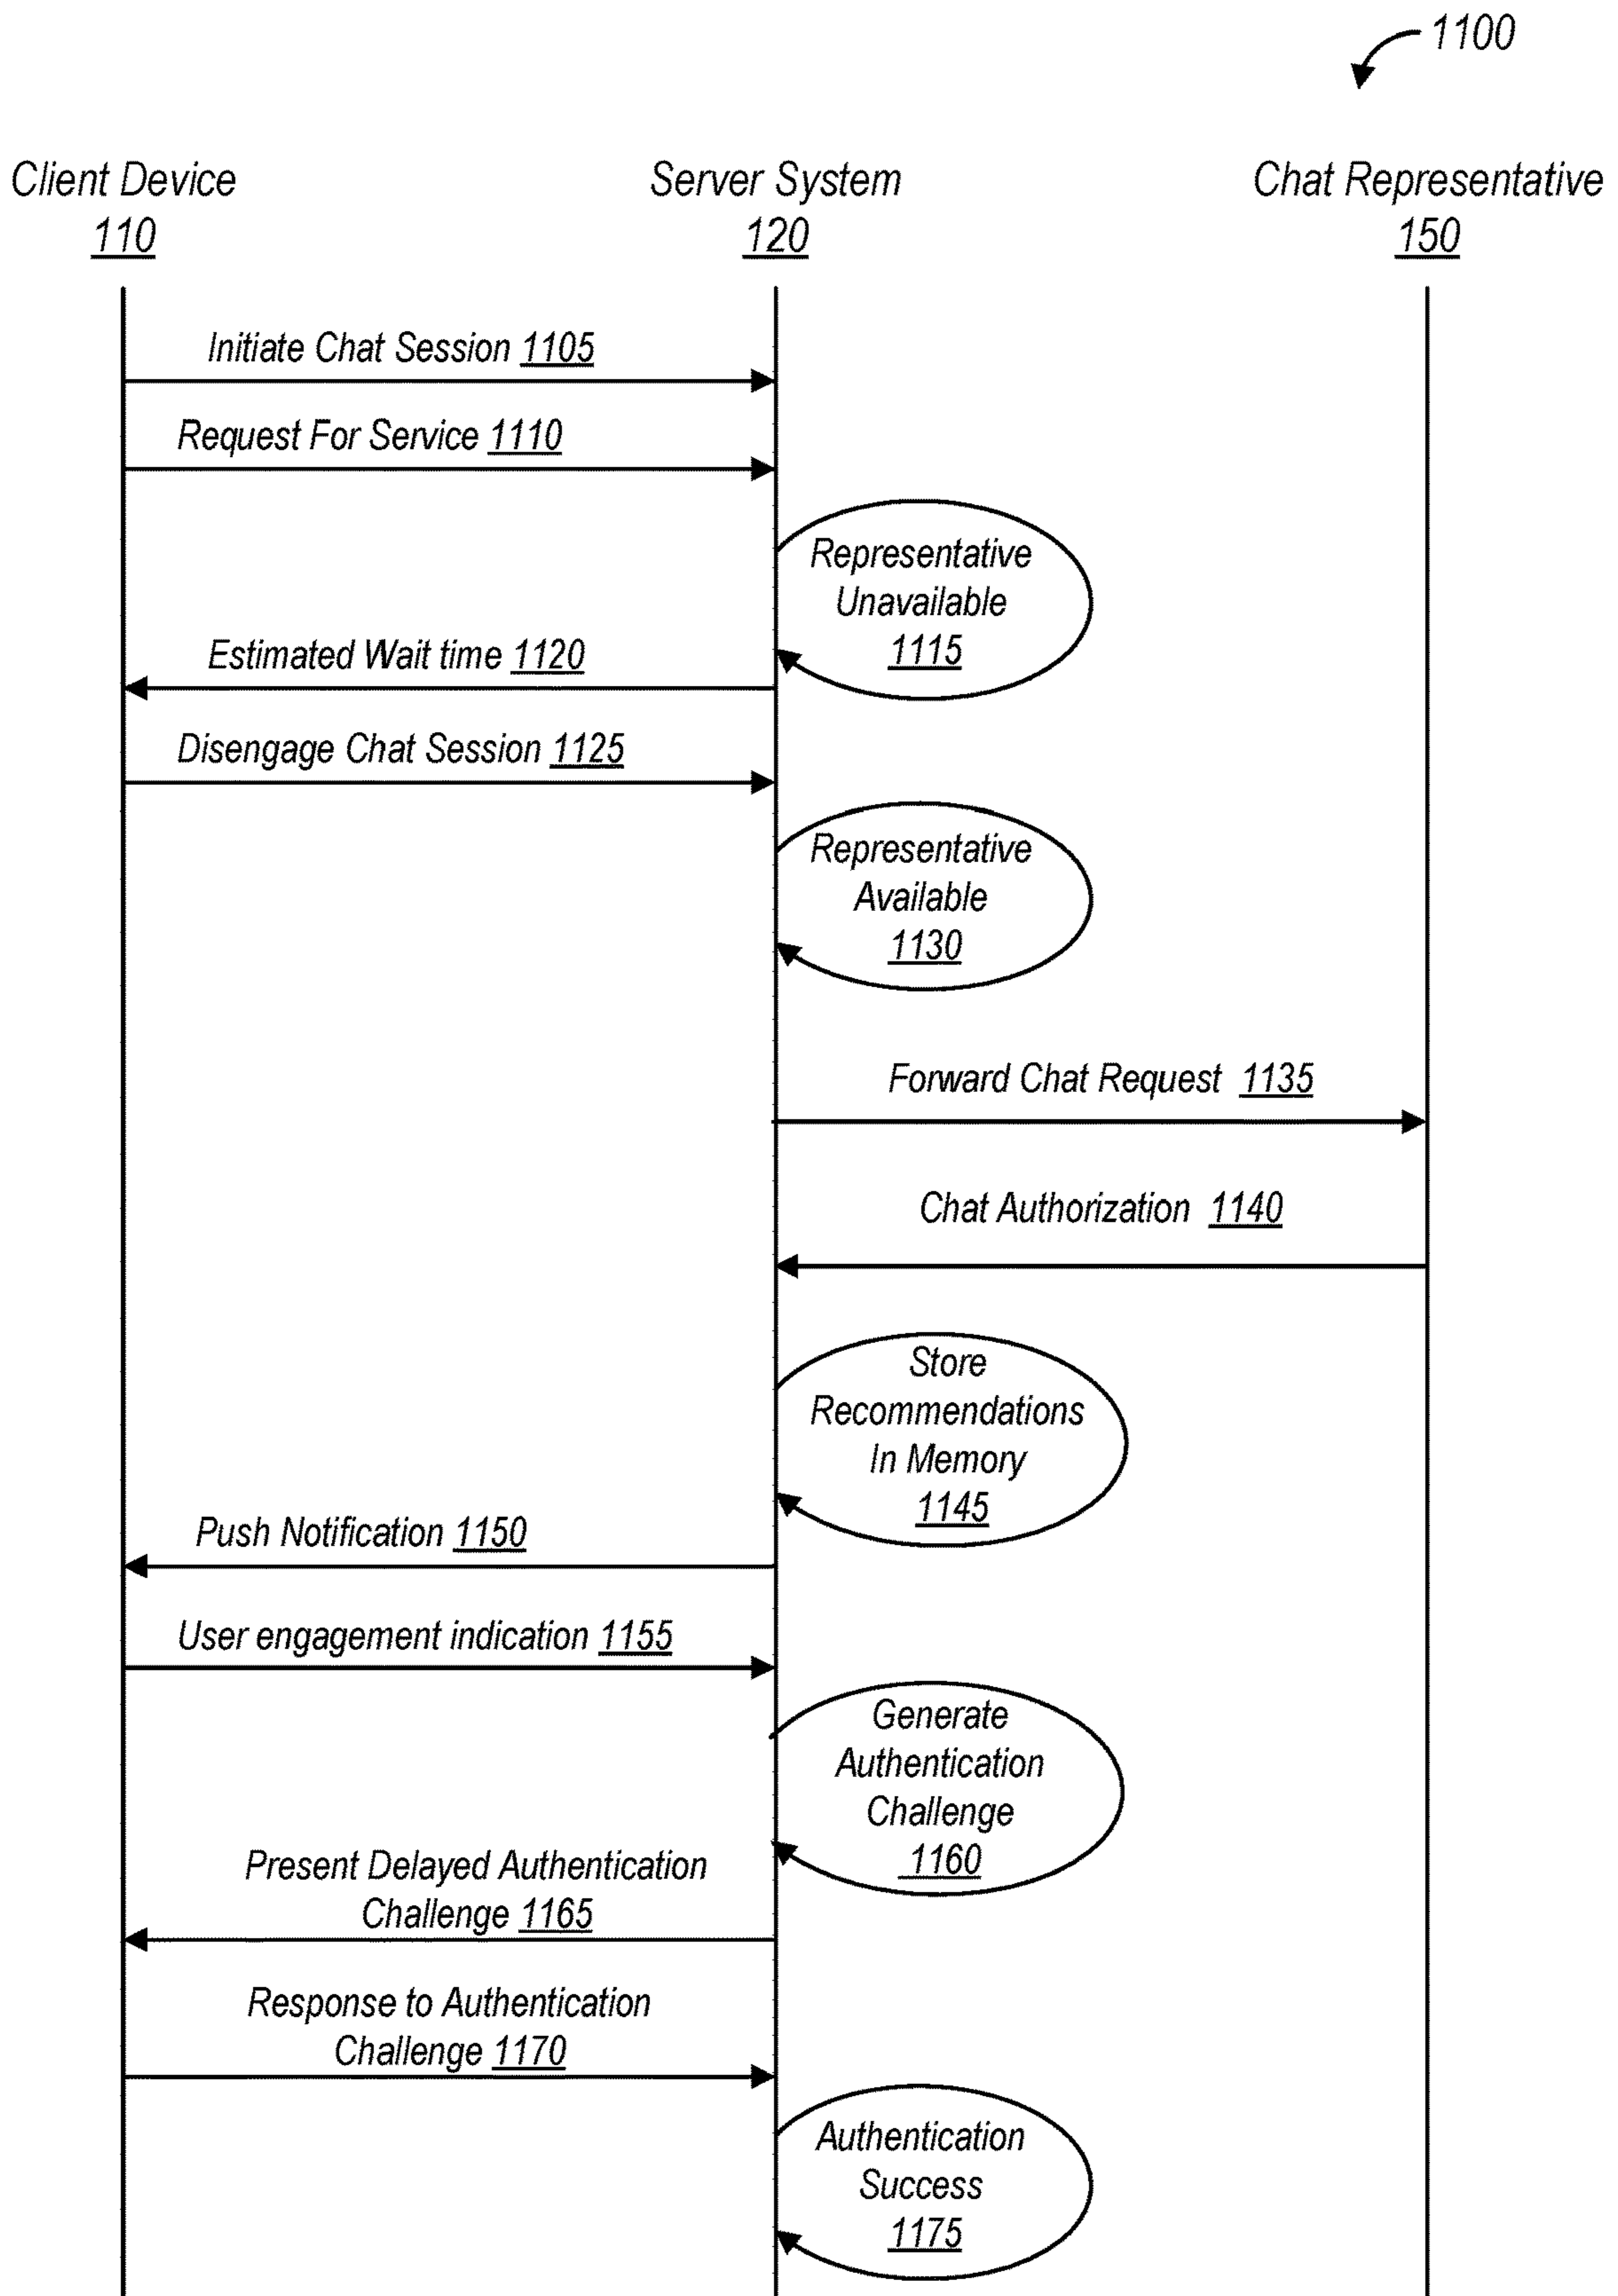 1100
Client Device
110
Server System
120
Chat Representative
150
Initiate Chat Session 1105
Request For Service 1110
Representative
Unavailable
1115
Estimated Wait time 1120
Disengage Chat Session 1125
Representative
Available
1130
Forward Chat Request 1135
Chat Authorization 1140
Store
Recommendations
In Memory
1145
Push Notification 1150
User engagement indication 1155
Generate
Authentication
Challenge
1160
Present Delayed Authentication
Challenge 1165
Response to Authentication
Challenge 1170
Authentication
Success
1175